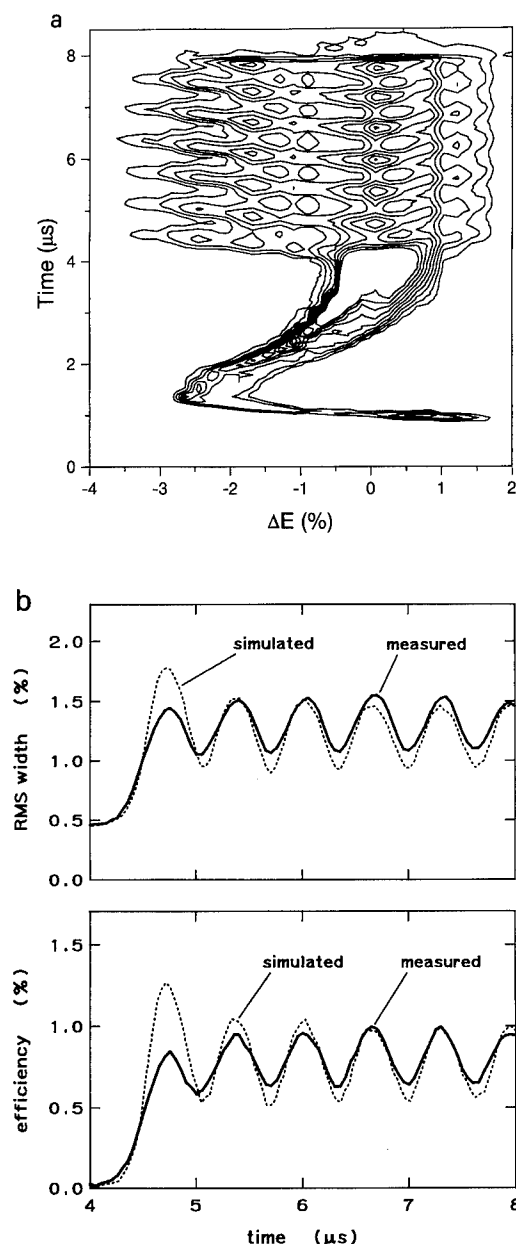 a
8
6
4
2
0
Time (μs)
-4 -3 -2 -1 0 1 2
ΔE (%)
b
2.0
1.5
1.0
0.5
0.0
RMS width (%)
simulated measured
1.5
1.0
0.5
0.0
efficiency (%)
simulated measured
4 5 6 7 8
time (μs)